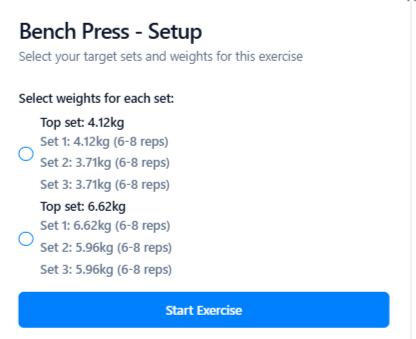 Bench Press - Setup
Select your target sets and weights for this exercise
Select weights for each set:
Top set: 4.12kg
Set 1: 4.12kg (6-8 reps)
Set 2: 3.71kg (6-8 reps)
Set 3: 3.71kg (6-8 reps)
Top set: 6.62kg
Set 1: 6.62kg (6-8 reps)
Set 2: 5.96kg (6-8 reps)
Set 3: 5.96kg (6-8 reps)
Start Exercise